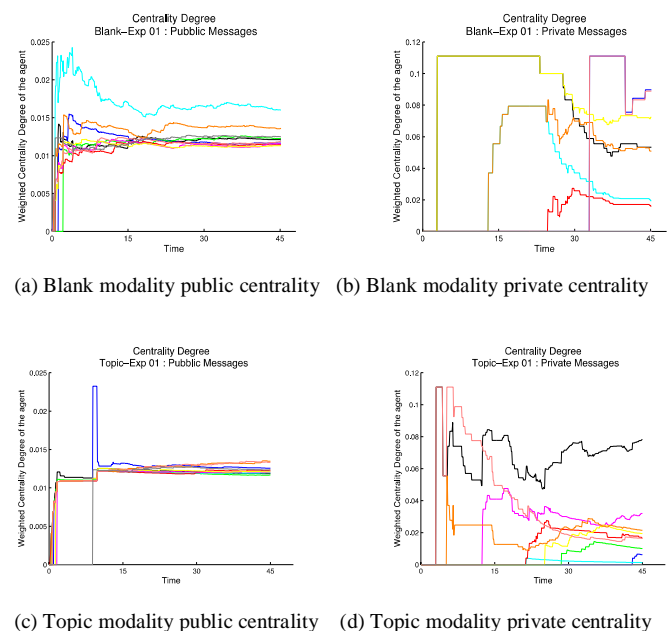 Centrality Degree
Blank−Exp 01 : Pubblic Messages
Weighted Centrality Degree of the agent
0.025
0.02
0.015
0.01
0.005
0
0 15 30 45
Time
Centrality Degree
Blank−Exp 01 : Private Messages
Weighted Centrality Degree of the agent
0.12
0.1
0.08
0.06
0.04
0.02
0
0 15 30 45
Time
(a) Blank modality public centrality (b) Blank modality private centrality
Centrality Degree
Topic−Exp 01 : Pubblic Messages
Weighted Centrality Degree of the agent
0.025
0.02
0.015
0.01
0.005
0
0 15 30 45
Time
Centrality Degree
Topic−Exp 01 : Private Messages
Weighted Centrality Degree of the agent
0.12
0.1
0.08
0.06
0.04
0.02
0
0 15 30 45
Time
(c) Topic modality public centrality (d) Topic modality private centrality